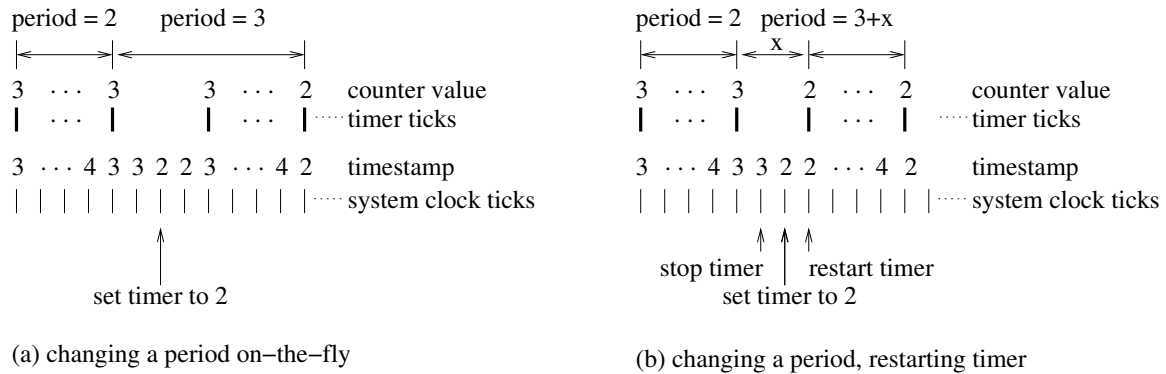 period = 2 period = 3
3 ··· 3 3 ··· 2 counter value
··· timer ticks
3 ··· 4 3 3 2 2 3 ··· 4 2 timestamp
system clock ticks
set timer to 2
(a) changing a period on−the−fly
period = 2 period = 3+x
x
3 ··· 3 2 ··· 2 counter value
··· ··· timer ticks
3 ··· 4 3 3 2 2 ··· 4 2 timestamp
system clock ticks
stop timer restart timer
set timer to 2
(b) changing a period, restarting timer